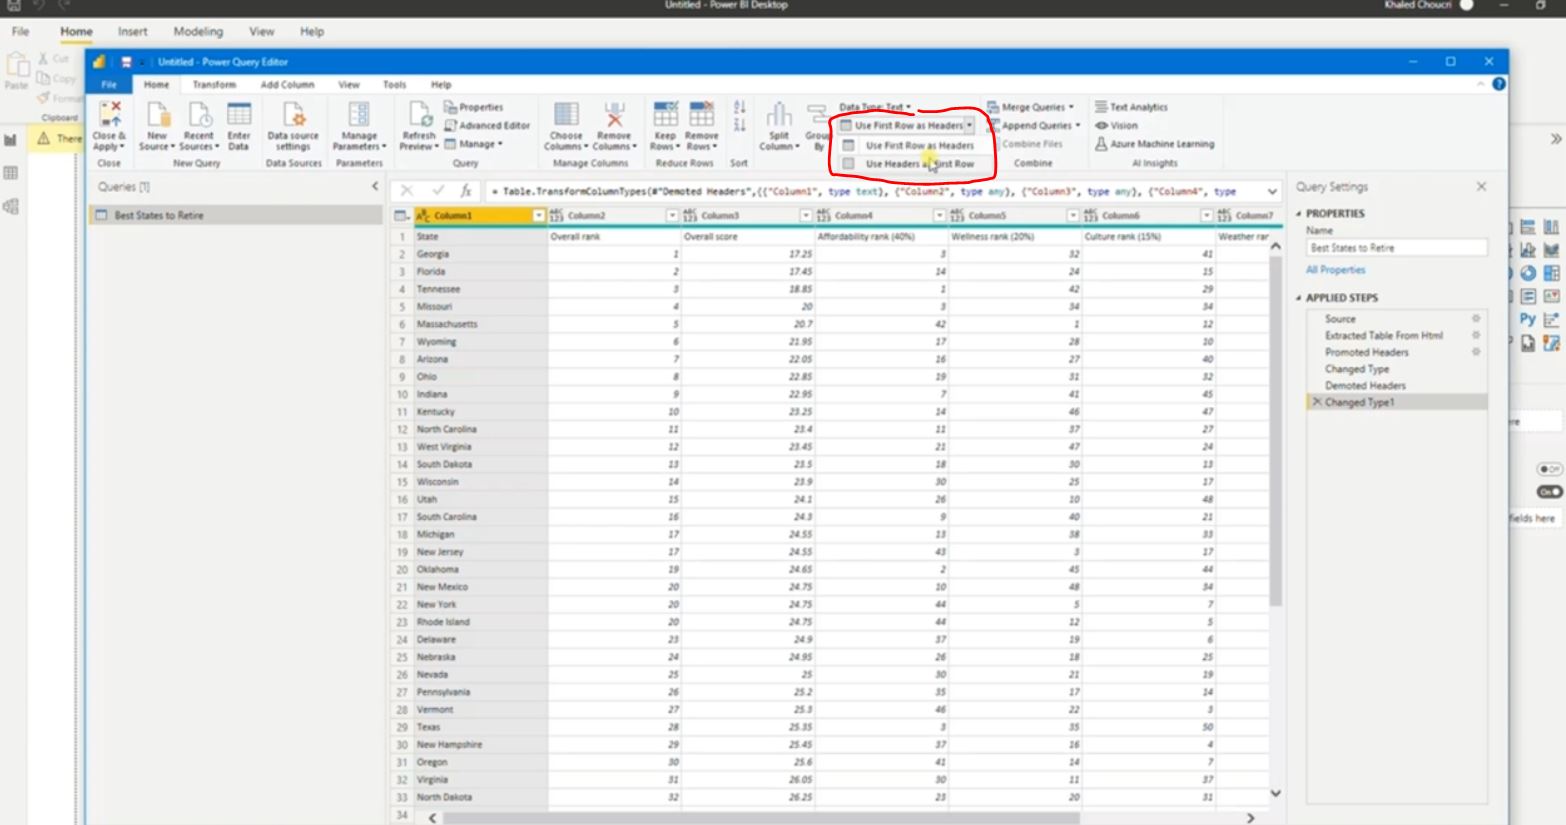 Untitled - Power BI Desktop
Khaled Choucri
File Home Insert Modeling View Help
Paste
Cut
Copy
Format
Clipboard
There
Untitled - Power Query Editor
File Home Transform Add Column View Tools Help
Close & Apply
Close
New Source
Recent Sources
Enter Data
New Query
Data source settings
Data Sources
Manage Parameters
Parameters
Refresh Preview
Properties
Advanced Editor
Manage
Query
Choose Columns
Remove Columns
Manage Columns
Keep Rows
Remove Rows
Reduce Rows
Sort
Split Column
Group By
Data Type: Text
Use First Row as Headers
Use First Row as Headers
Use Headers as First Row
Merge Queries
Append Queries
Combine Files
Combine
Text Analytics
Vision
Azure Machine Learning
AI Insights
Queries [1]
Best States to Retire
= Table.TransformColumnTypes(#"Demoted Headers",{{"Column1", type text}, {"Column2", type any}, {"Column3", type any}, {"Column4", type
Column1 Column2 Column3 Column4 Column5 Column6 Column7
1 State Overall rank Overall score Affordability rank (40%) Wellness rank (20%) Culture rank (15%) Weather rar
2 Georgia 1 17.25 3 32 41
3 Florida 2 17.45 14 24 15
4 Tennessee 3 18.85 1 42 29
5 Missouri 4 20 3 34 34
6 Massachusetts 5 20.7 42 1 12
7 Wyoming 6 21.95 17 28 10
8 Arizona 7 22.05 16 27 40
9 Ohio 8 22.85 19 31 32
10 Indiana 9 22.95 7 41 45
11 Kentucky 10 23.25 14 46 47
12 North Carolina 11 23.4 11 37 27
13 West Virginia 12 23.45 21 47 24
14 South Dakota 13 23.5 18 30 13
15 Wisconsin 14 23.9 30 25 17
16 Utah 15 24.1 26 10 48
17 South Carolina 16 24.3 9 40 21
18 Michigan 17 24.55 13 38 33
19 New Jersey 17 24.55 43 3 17
20 Oklahoma 19 24.65 2 45 44
21 New Mexico 20 24.75 10 48 34
22 New York 20 24.75 44 5 7
23 Rhode Island 20 24.75 44 12 5
24 Delaware 23 24.9 37 19 6
25 Nebraska 24 24.95 26 18 25
26 Nevada 25 25 30 21 19
27 Pennsylvania 26 25.2 35 17 14
28 Vermont 27 25.3 46 22 3
29 Texas 28 25.35 3 35 50
30 New Hampshire 29 25.45 37 16 4
31 Oregon 30 25.6 41 14 7
32 Virginia 31 26.05 30 11 37
33 North Dakota 32 26.25 23 20 31
34
Query Settings
PROPERTIES
Name
Best States to Retire
All Properties
APPLIED STEPS
Source
Extracted Table From Html
Promoted Headers
Changed Type
Demoted Headers
Changed Type1
Py
ere
Off
On
fields here